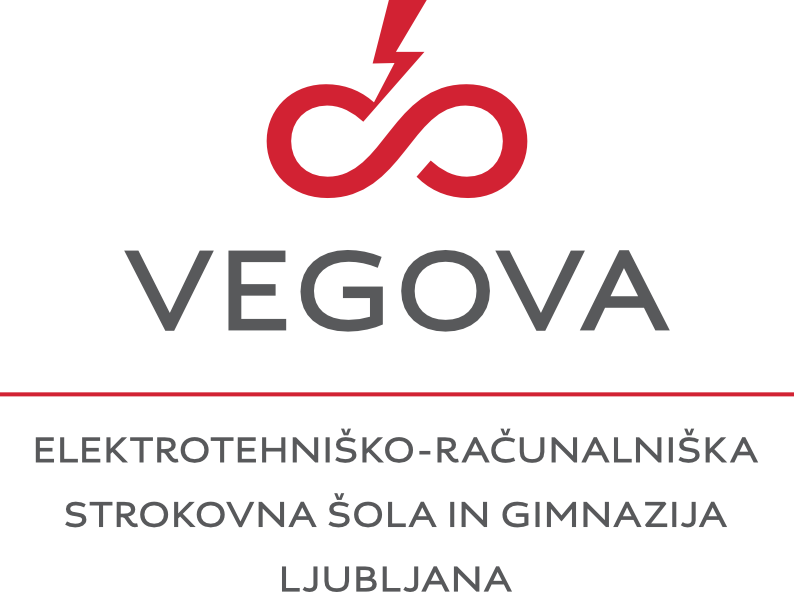 VEGOVA
ELEKTROTEHNIŠKO-RAČUNALNIŠKA
STROKOVNA ŠOLA IN GIMNAZIJA
LJUBLJANA